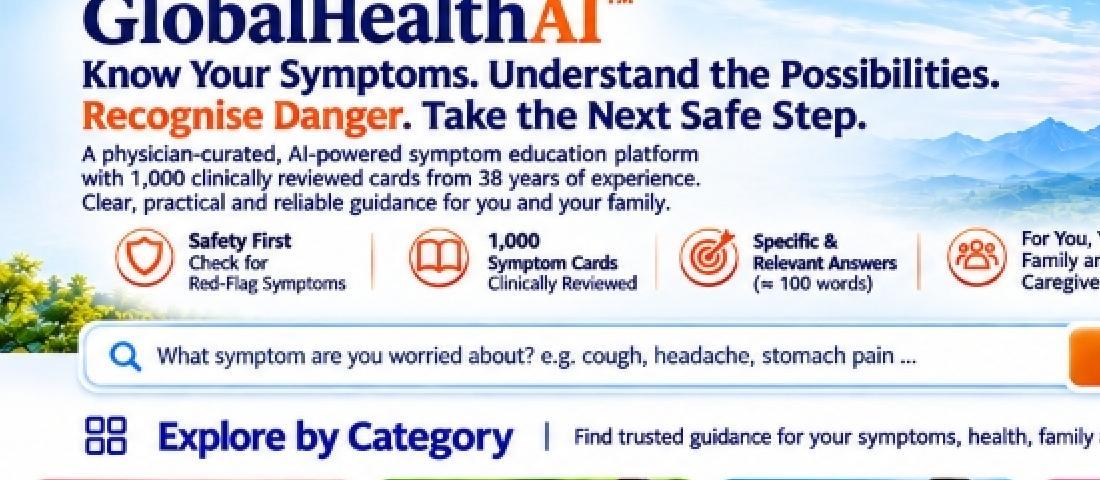 GlobalHealthAI™
Know Your Symptoms. Understand the Possibilities.
Recognise Danger. Take the Next Safe Step.
A physician-curated, AI-powered symptom education platform
with 1,000 clinically reviewed cards from 38 years of experience.
Clear, practical and reliable guidance for you and your family.
Safety First
Check for
Red-Flag Symptoms
1,000
Symptom Cards
Clinically Reviewed
Specific &
Relevant Answers
(≈ 100 words)
For You,
Family
What symptom are you worried about? e.g. cough, headache, stomach pain ...
Explore by Category
Find trusted guidance for your symptoms, health, family